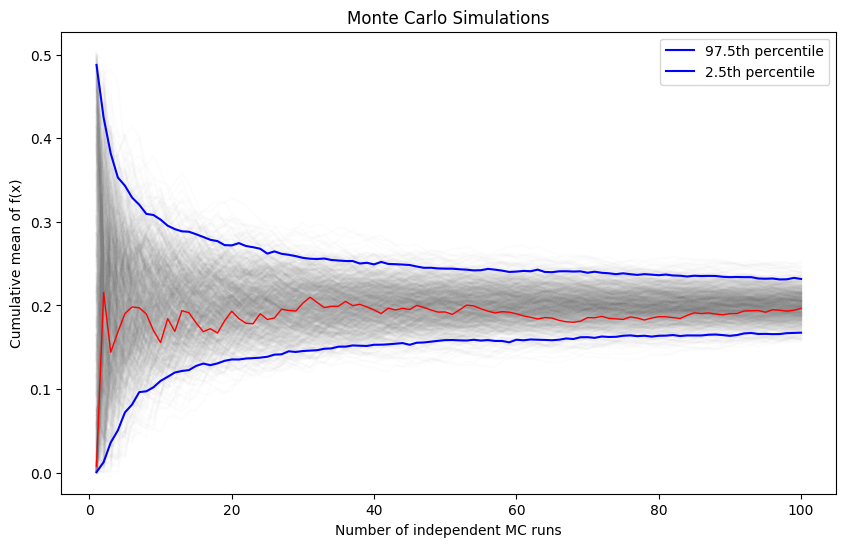 Monte Carlo Simulations
97.5th percentile
2.5th percentile
Cumulative mean of f(x)
0.5
0.4
0.3
0.2
0.1
0.0
0 20 40 60 80 100
Number of independent MC runs